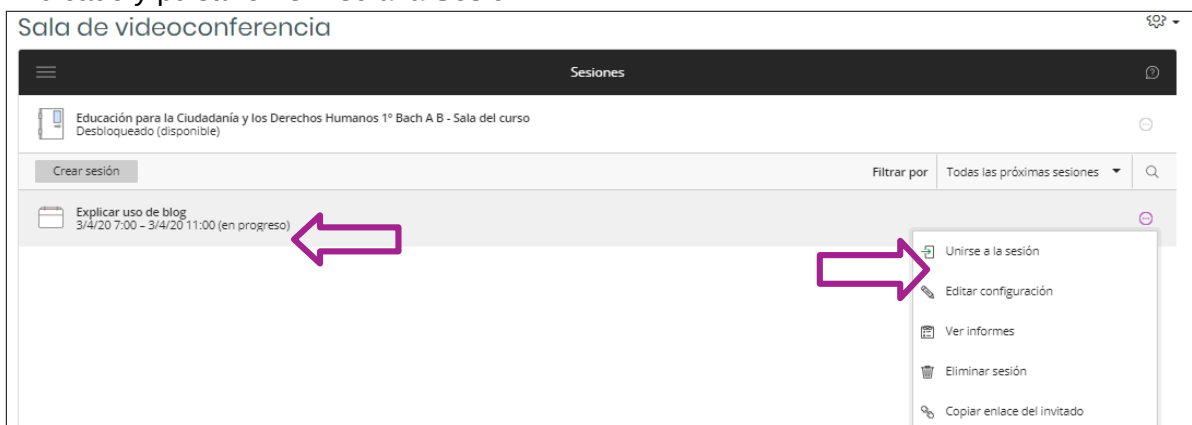 Sala de videoconferencia
Sesiones
Educación para la Ciudadanía y los Derechos Humanos 1º Bach A B - Sala del curso
Desbloqueado (disponible)
Crear sesión
Filtrar por Todas las próximas sesiones
Explicar uso de blog
3/4/20 7:00 – 3/4/20 11:00 (en progreso)
Unirse a la sesión
Editar configuración
Ver informes
Eliminar sesión
Copiar enlace del invitado